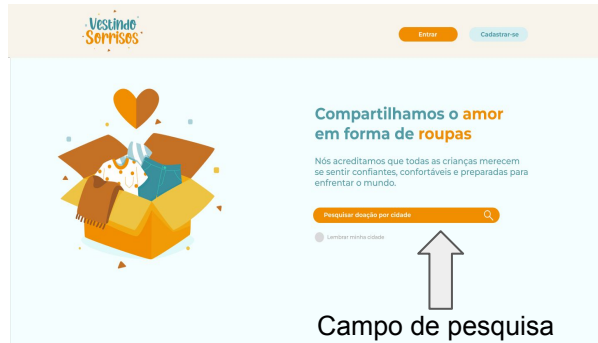 Vestindo
Sorrisos
Entrar
Cadastrar-se
Compartilhamos o amor
em forma de roupas
Nós acreditamos que todas as crianças merecem
se sentir confiantes, confortáveis e preparadas para
enfrentar o mundo.
Pesquisar doação por cidade
Lembrar minha cidade
Campo de pesquisa